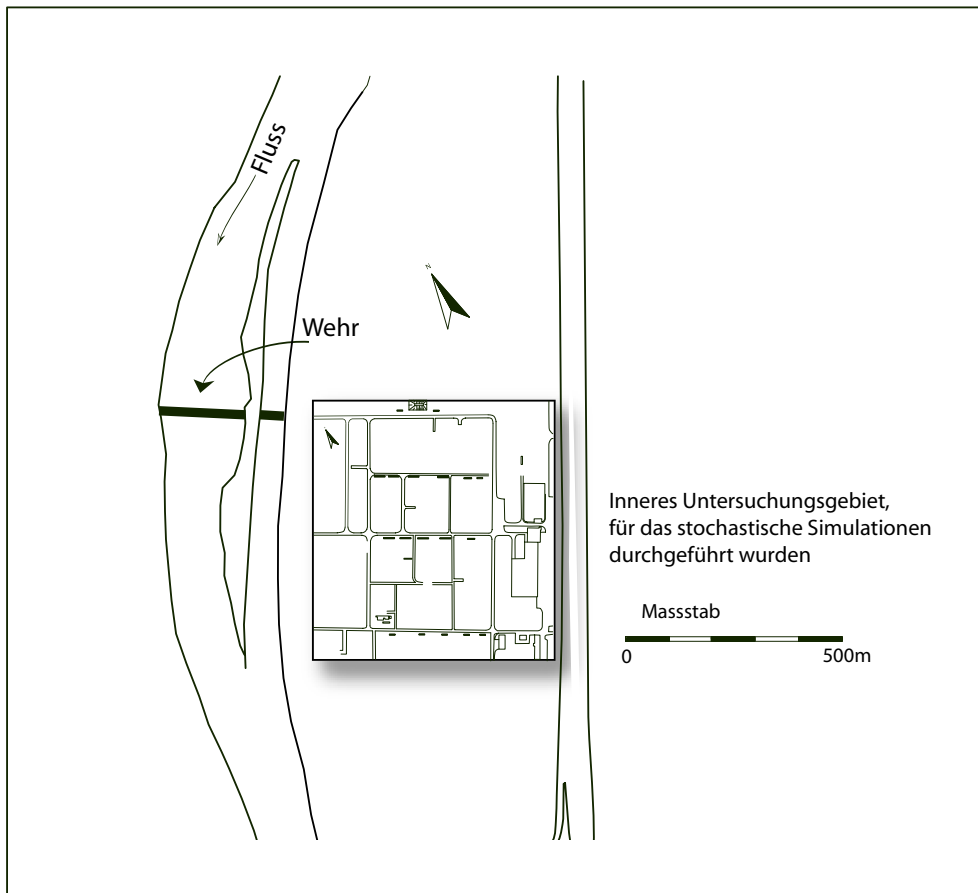 Fluss
N
Wehr
Inneres Untersuchungsgebiet,
für das stochastische Simulationen
durchgeführt wurden
Massstab
0 500m